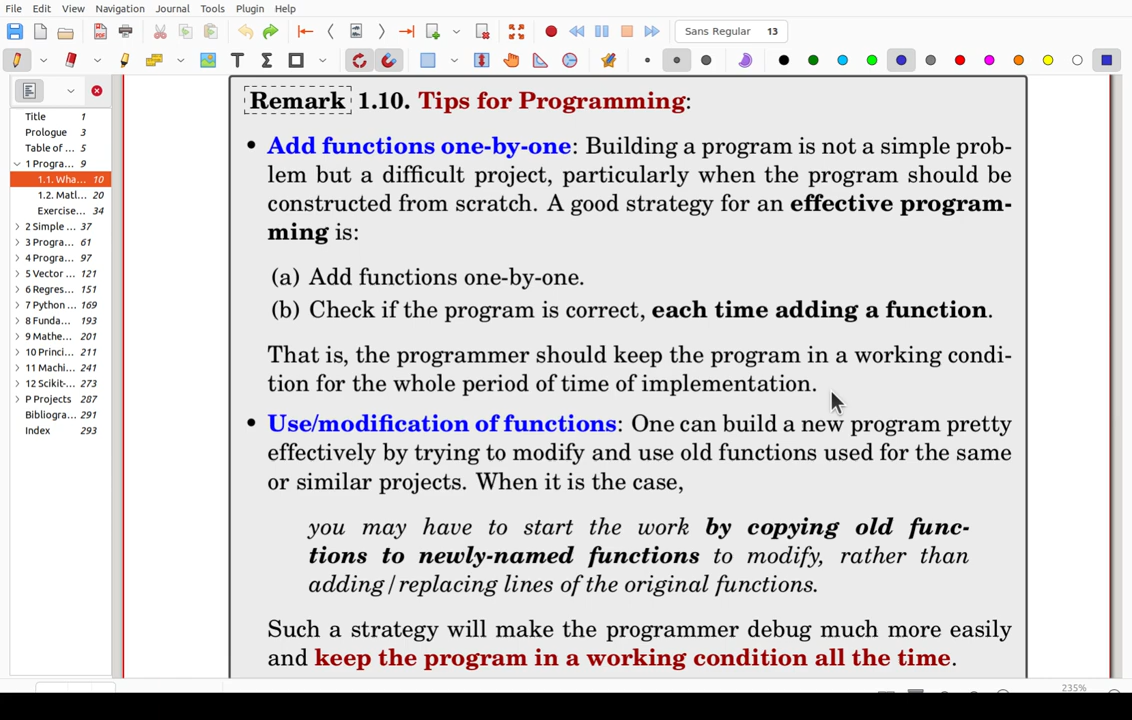 File Edit View Navigation Journal Tools Plugin Help
Sans Regular 13
Title 1
Prologue 3
Table of ... 5
1 Progra... 9
1.1. Wha... 10
1.2. Matl... 20
Exercise... 34
2 Simple ... 37
3 Progra... 61
4 Progra... 97
5 Vector ... 121
6 Regres... 151
7 Python ... 169
8 Funda... 193
9 Mathe... 201
10 Princi... 211
11 Machi... 241
12 Scikit-... 273
P Projects 287
Bibliogra... 291
Index 293
Remark 1.10. Tips for Programming:
• Add functions one-by-one: Building a program is not a simple prob-
lem but a difficult project, particularly when the program should be
constructed from scratch. A good strategy for an effective program-
ming is:
(a) Add functions one-by-one.
(b) Check if the program is correct, each time adding a function.
That is, the programmer should keep the program in a working condi-
tion for the whole period of time of implementation.
• Use/modification of functions: One can build a new program pretty
effectively by trying to modify and use old functions used for the same
or similar projects. When it is the case,
you may have to start the work by copying old func-
tions to newly-named functions to modify, rather than
adding/replacing lines of the original functions.
Such a strategy will make the programmer debug much more easily
and keep the program in a working condition all the time.
235%